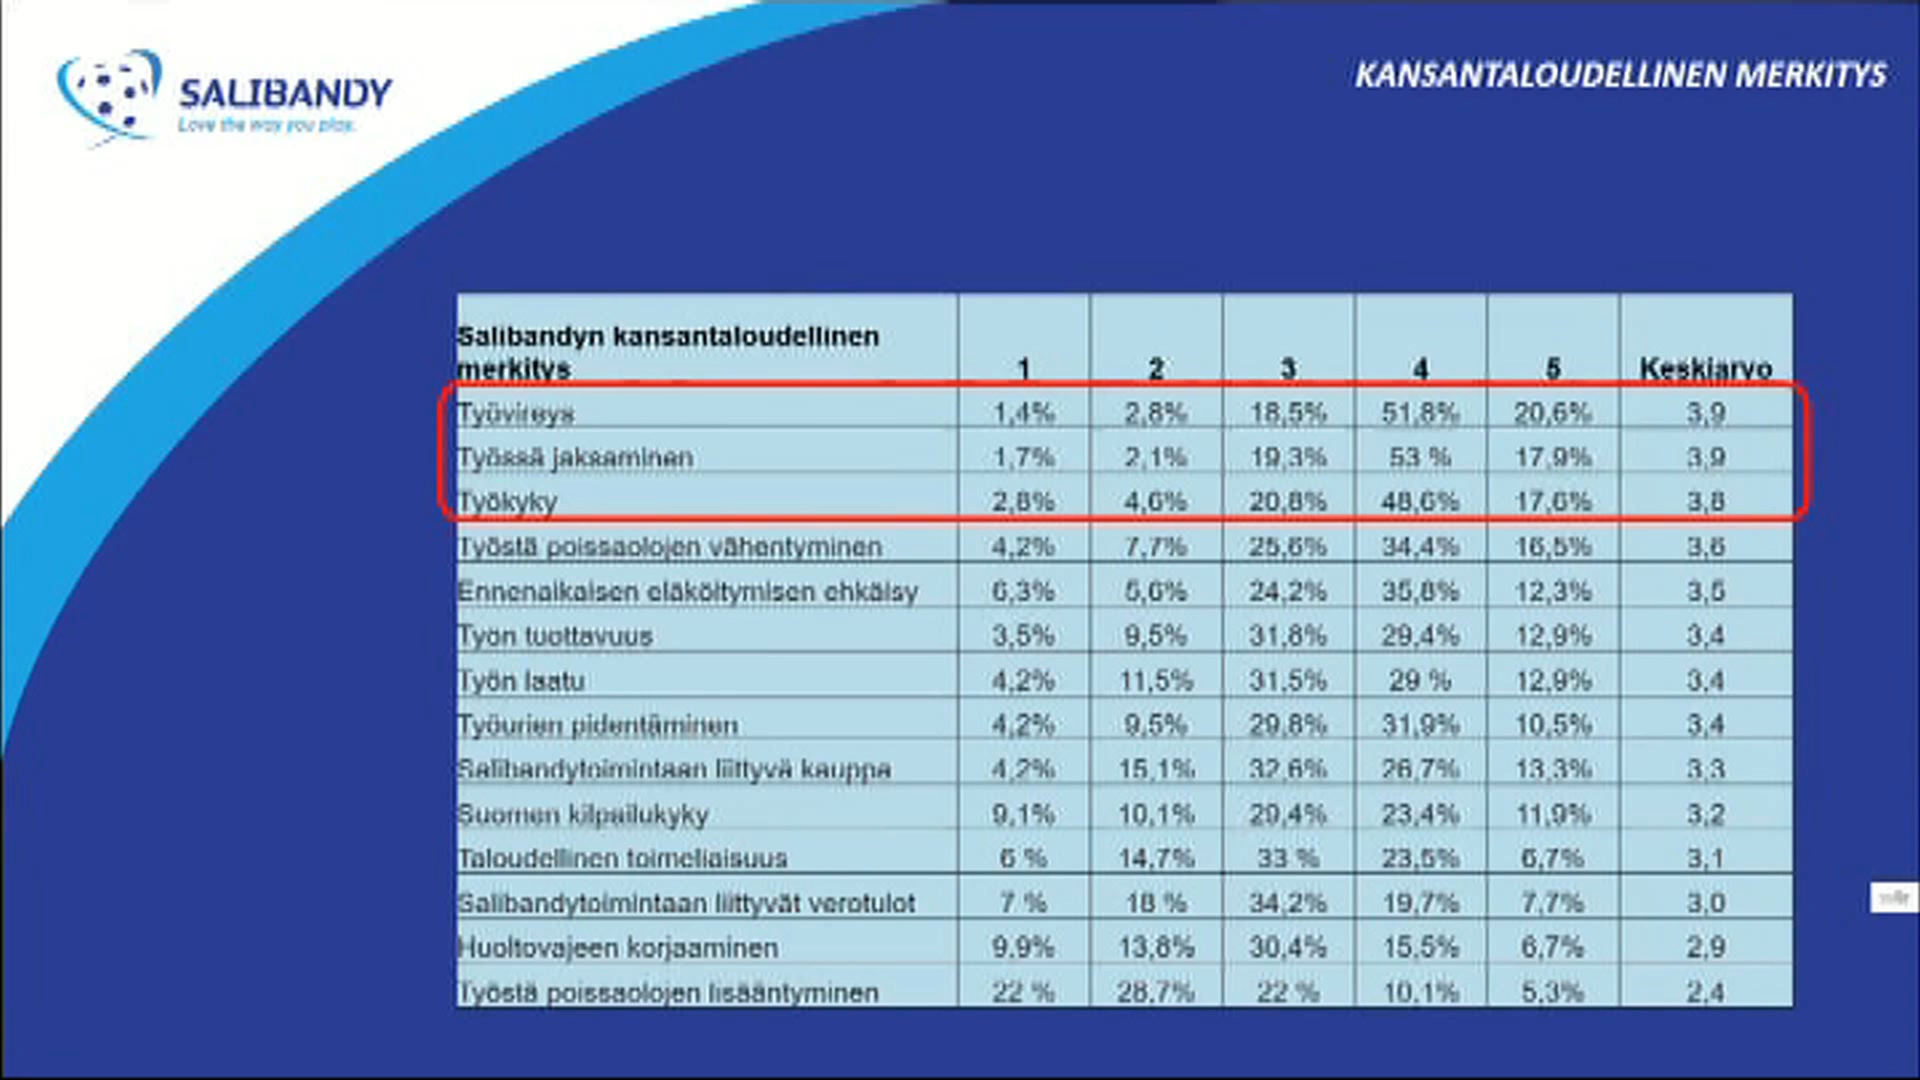 SALIBANDY
Love the way you play.
KANSANTALOUDELLINEN MERKITYS
Salibandyn kansantaloudellinen
merkitys 1 2 3 4 5 Keskiarvo
Työvireys 1,4% 2,8% 18,5% 51,8% 20,6% 3,9
Työssä jaksaminen 1,7% 2,1% 19,3% 53 % 17,9% 3,9
Työkyky 2,8% 4,6% 20,8% 48,6% 17,6% 3,8
Työstä poissaolojen vähentyminen 4,2% 7,7% 25,6% 34,4% 16,5% 3,6
Ennenaikaisen eläköitymisen ehkäisy 6,3% 5,6% 24,2% 35,8% 12,3% 3,5
Työn tuottavuus 3,5% 9,5% 31,8% 29,4% 12,9% 3,4
Työn laatu 4,2% 11,5% 31,5% 29 % 12,9% 3,4
Työurien pidentäminen 4,2% 9,5% 29,8% 31,9% 10,5% 3,4
Salibandytoimintaan liittyvä kauppa 4,2% 15,1% 32,6% 26,7% 13,3% 3,3
Suomen kilpailukyky 9,1% 10,1% 29,4% 23,4% 11,9% 3,2
Taloudellinen toimeliaisuus 6 % 14,7% 33 % 23,5% 6,7% 3,1
Salibandytoimintaan liittyvät verotulot 7 % 18 % 34,2% 19,7% 7,7% 3,0
Huoltovajeen korjaaminen 9,9% 13,8% 30,4% 15,5% 6,7% 2,9
Työstä poissaolojen lisääntyminen 22 % 28,7% 22 % 10,1% 5,3% 2,4